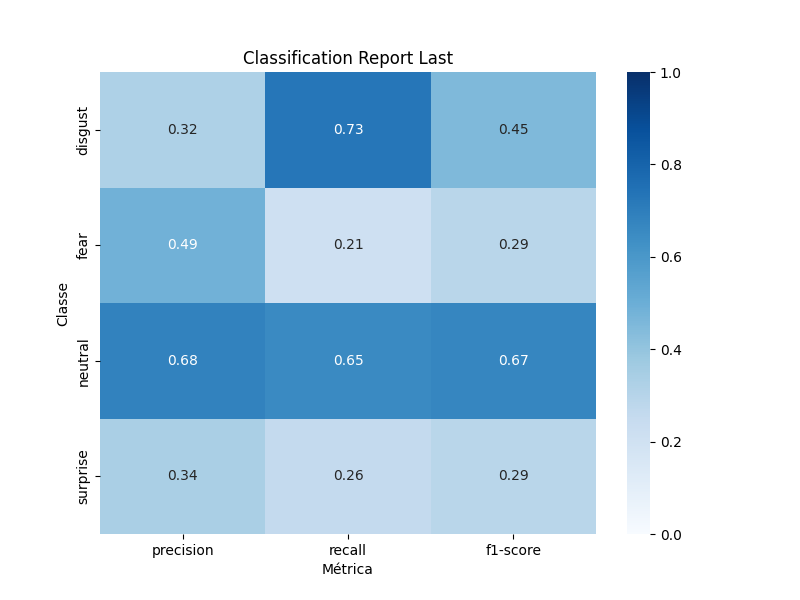 Classification Report Last
Classe
disgust 0.32 0.73 0.45
fear 0.49 0.21 0.29
neutral 0.68 0.65 0.67
surprise 0.34 0.26 0.29
precision recall f1-score
Métrica
1.0
0.8
0.6
0.4
0.2
0.0